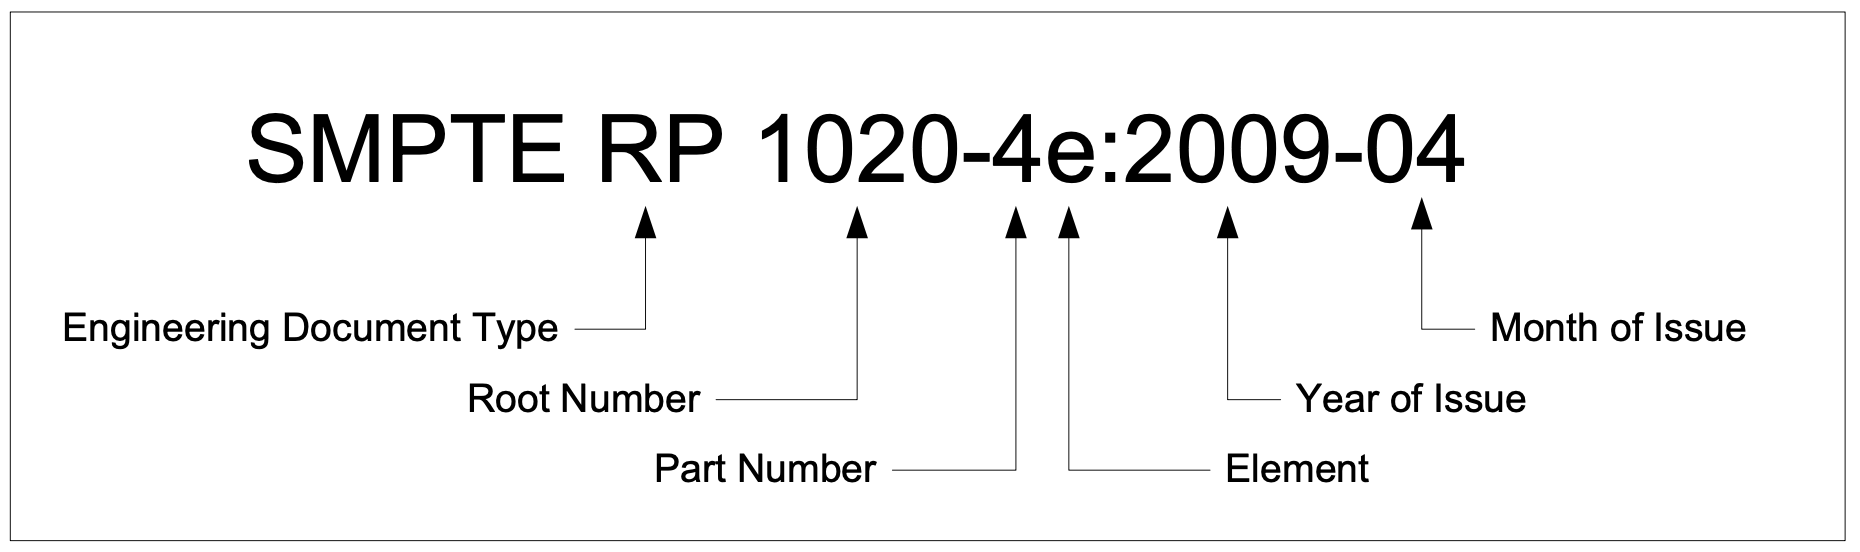 SMPTE RP 1020-4e:2009-04
Engineering Document Type
Month of Issue
Root Number
Year of Issue
Part Number
Element